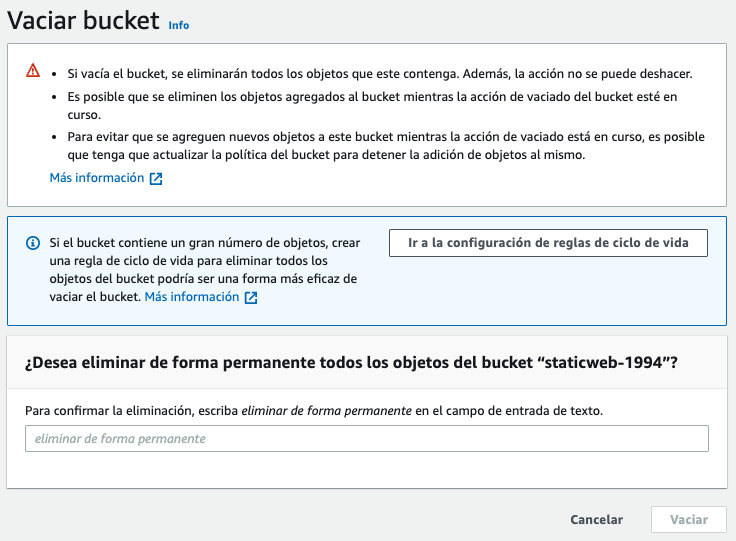 Vaciar bucket Info
Si vacía el bucket, se eliminarán todos los objetos que este contenga. Además, la acción no se puede deshacer.
Es posible que se eliminen los objetos agregados al bucket mientras la acción de vaciado del bucket esté en
curso.
Para evitar que se agreguen nuevos objetos a este bucket mientras la acción de vaciado está en curso, es posible
que tenga que actualizar la política del bucket para detener la adición de objetos al mismo.
Más información
Si el bucket contiene un gran número de objetos, crear
una regla de ciclo de vida para eliminar todos los
objetos del bucket podría ser una forma más eficaz de
vaciar el bucket. Más información
Ir a la configuración de reglas de ciclo de vida
¿Desea eliminar de forma permanente todos los objetos del bucket “staticweb-1994”?
Para confirmar la eliminación, escriba eliminar de forma permanente en el campo de entrada de texto.
eliminar de forma permanente
Cancelar
Vaciar